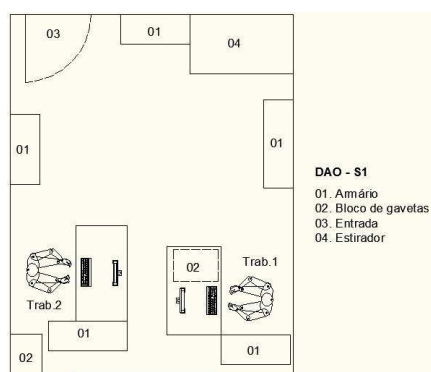 03
01
04
01
01
DAO - S1
01. Armário
02. Bloco de gavetas
03. Entrada
04. Estirador
02
Trab.1
Trab.2
01
01
02